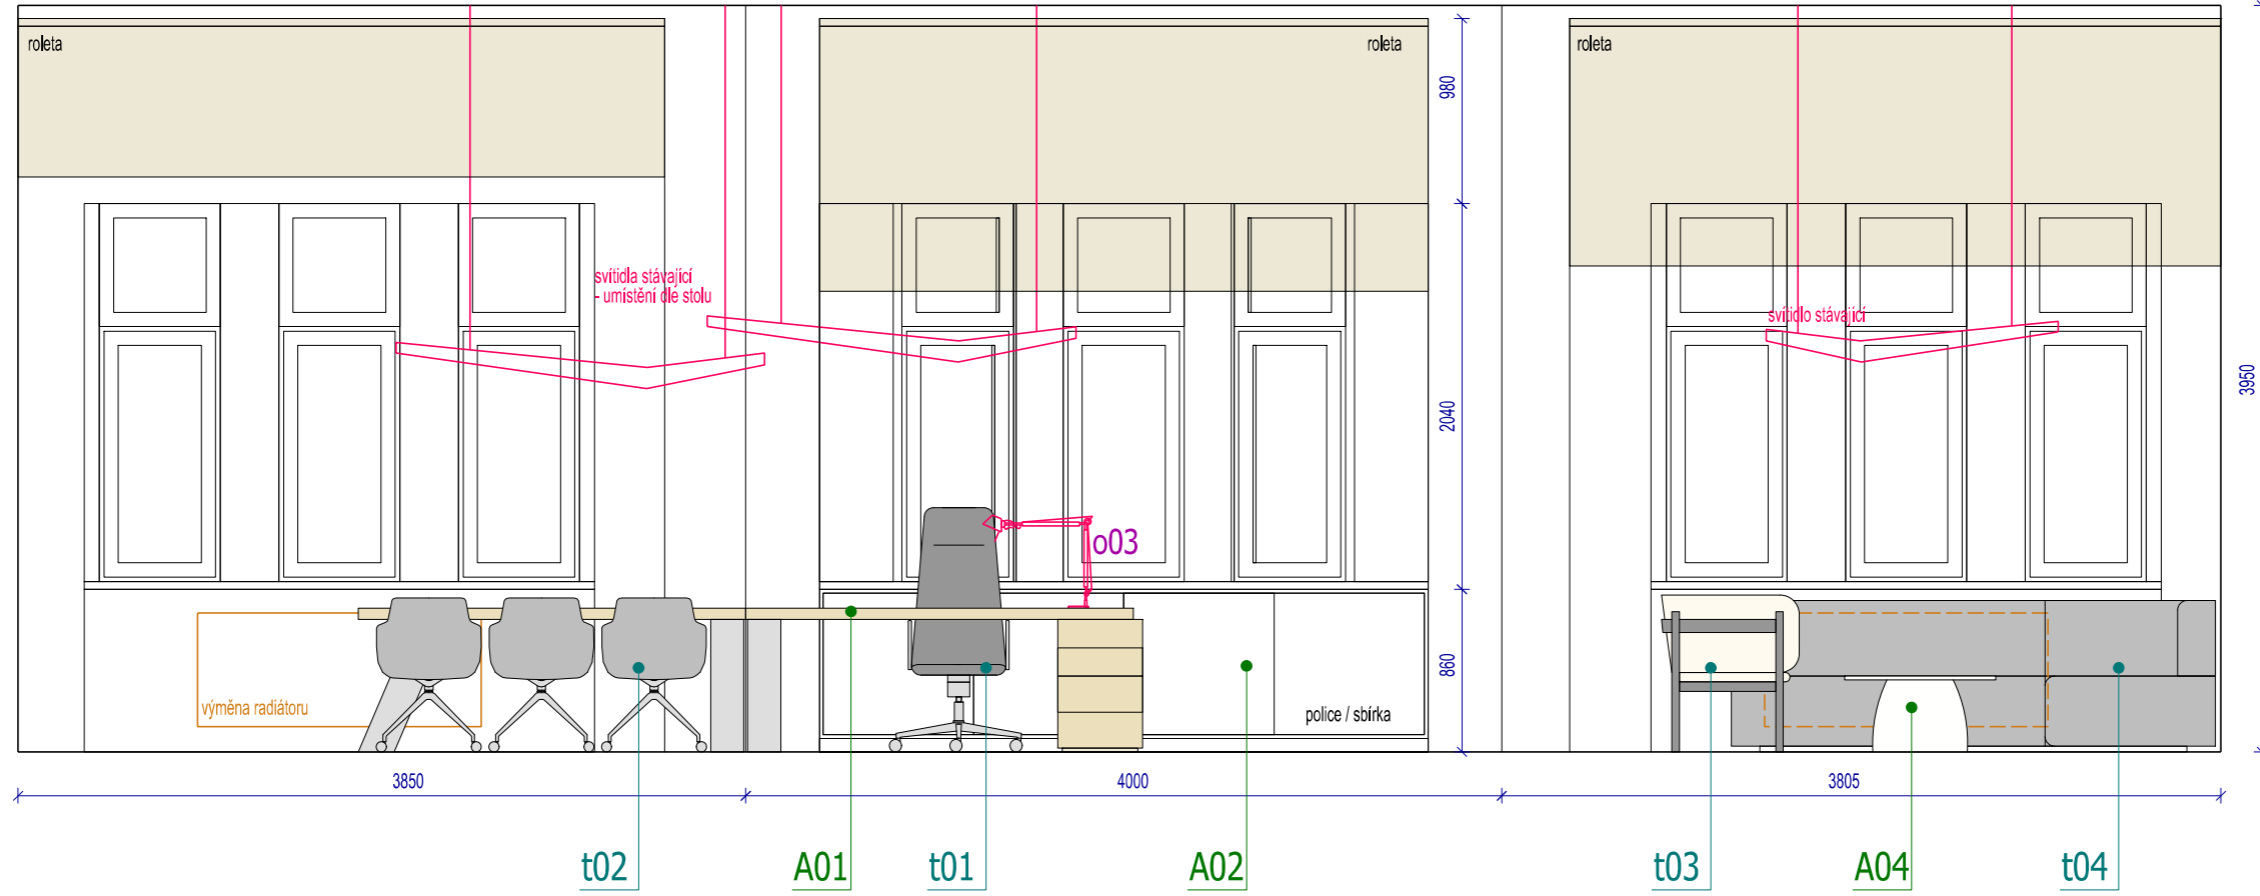 roleta
roleta
roleta
980
svítidla stávající
- umístění dle stolu
svítidlo stávající
3950
2040
o03
860
výměna radiátoru
police / sbírka
3850
4000
3805
t02
A01
t01
A02
t03
A04
t04